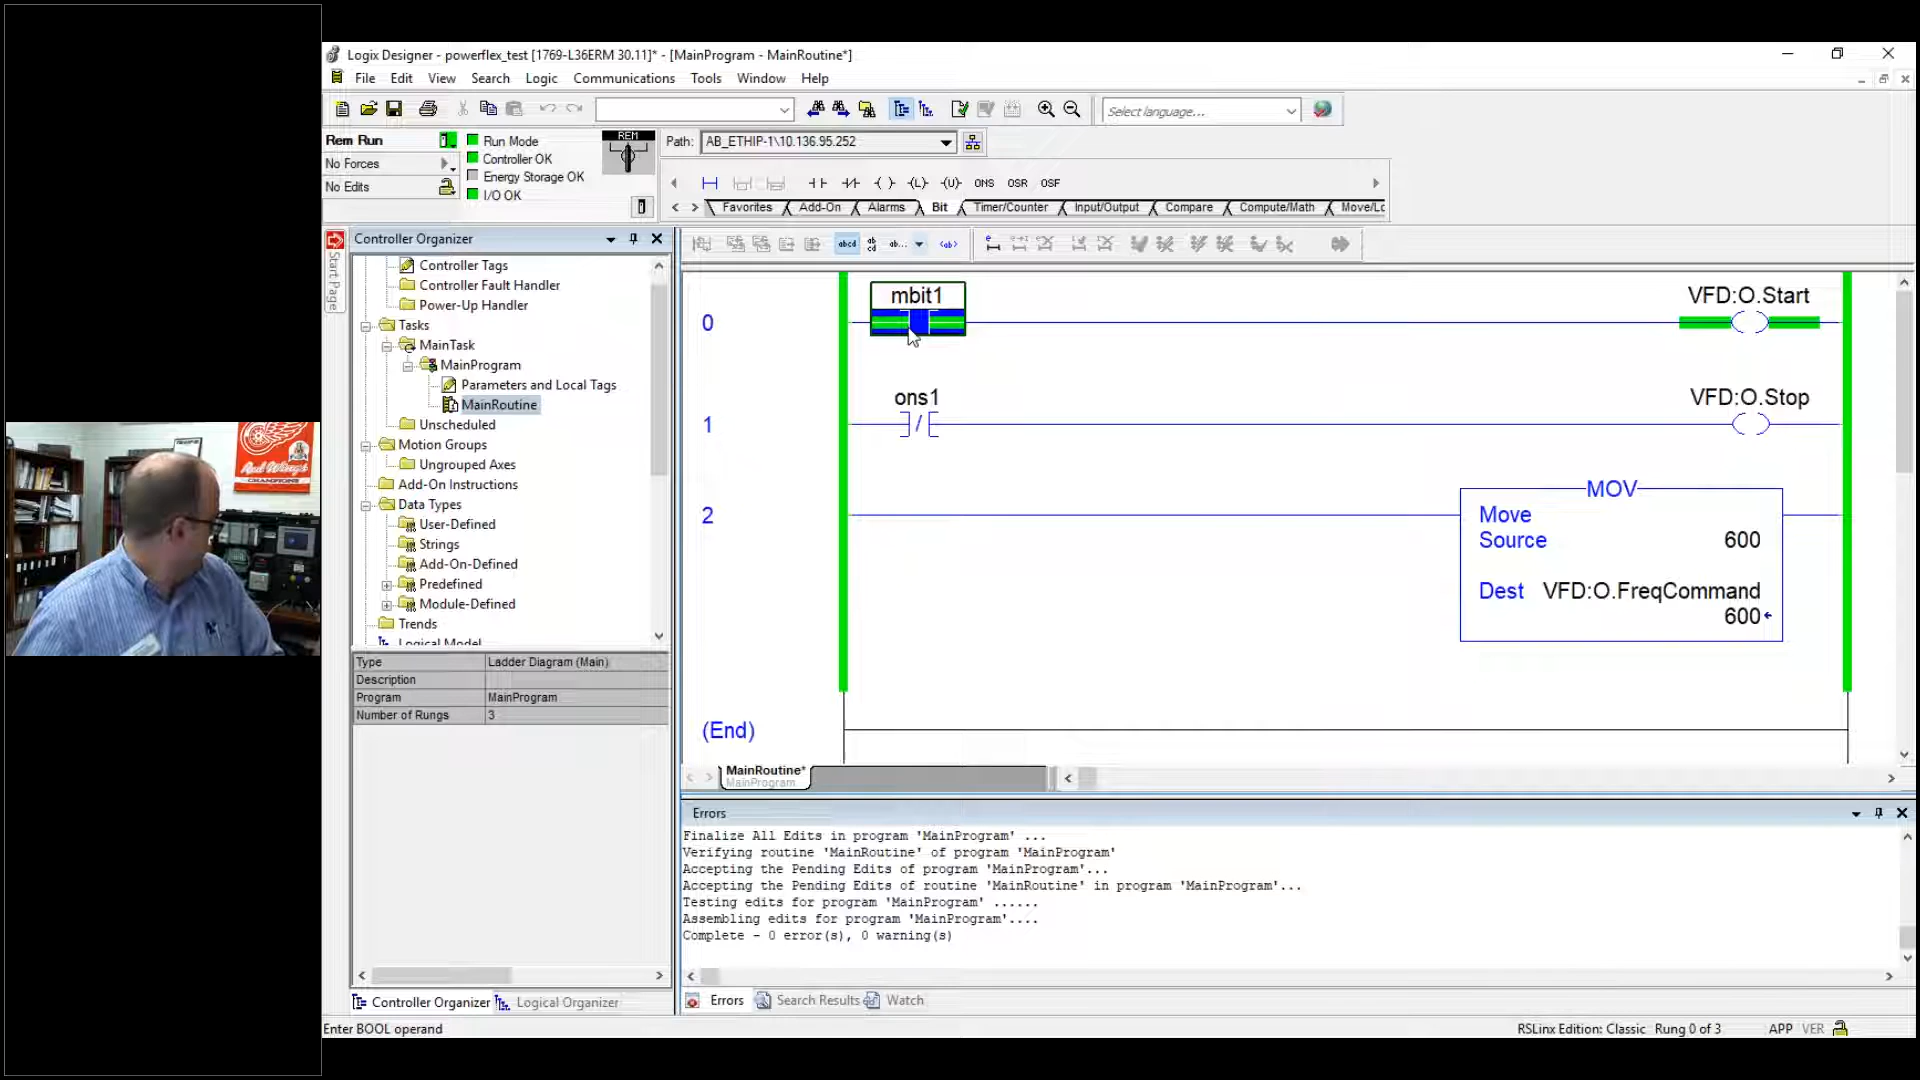 Logix Designer - powerflex_test [1769-L36ERM 30.11]* - [MainProgram - MainRoutine*]
File Edit View Search Logic Communications Tools Window Help
Select language...
Rem Run
No Forces
No Edits
Run Mode
Controller OK
Energy Storage OK
I/O OK
REM
Path: AB_ETHIP-1\10.136.95.252
ONS OSR OSF
Favorites Add-On Alarms Bit Timer/Counter Input/Output Compare Compute/Math Move/Lo
Start Page
Controller Organizer
Controller Tags
Controller Fault Handler
Power-Up Handler
Tasks
MainTask
MainProgram
Parameters and Local Tags
MainRoutine
Unscheduled
Motion Groups
Ungrouped Axes
Add-On Instructions
Data Types
User-Defined
Strings
Add-On-Defined
Predefined
Module-Defined
Trends
Logical Model
Type Ladder Diagram (Main)
Description
Program MainProgram
Number of Rungs 3
Controller Organizer Logical Organizer
0
mbit1
VFD:O.Start
1
ons1
VFD:O.Stop
2
MOV
Move
Source 600
Dest VFD:O.FreqCommand
600
(End)
MainRoutine*
MainProgram
Errors
Finalize All Edits in program 'MainProgram' ...
Verifying routine 'MainRoutine' of program 'MainProgram'
Accepting the Pending Edits of program 'MainProgram'...
Accepting the Pending Edits of routine 'MainRoutine' in program 'MainProgram'...
Testing edits for program 'MainProgram' ......
Assembling edits for program 'MainProgram'....
Complete - 0 error(s), 0 warning(s)
Errors Search Results Watch
Enter BOOL operand
RSLinx Edition: Classic Rung 0 of 3 APP VER
Red Wings
CHAMPIONS